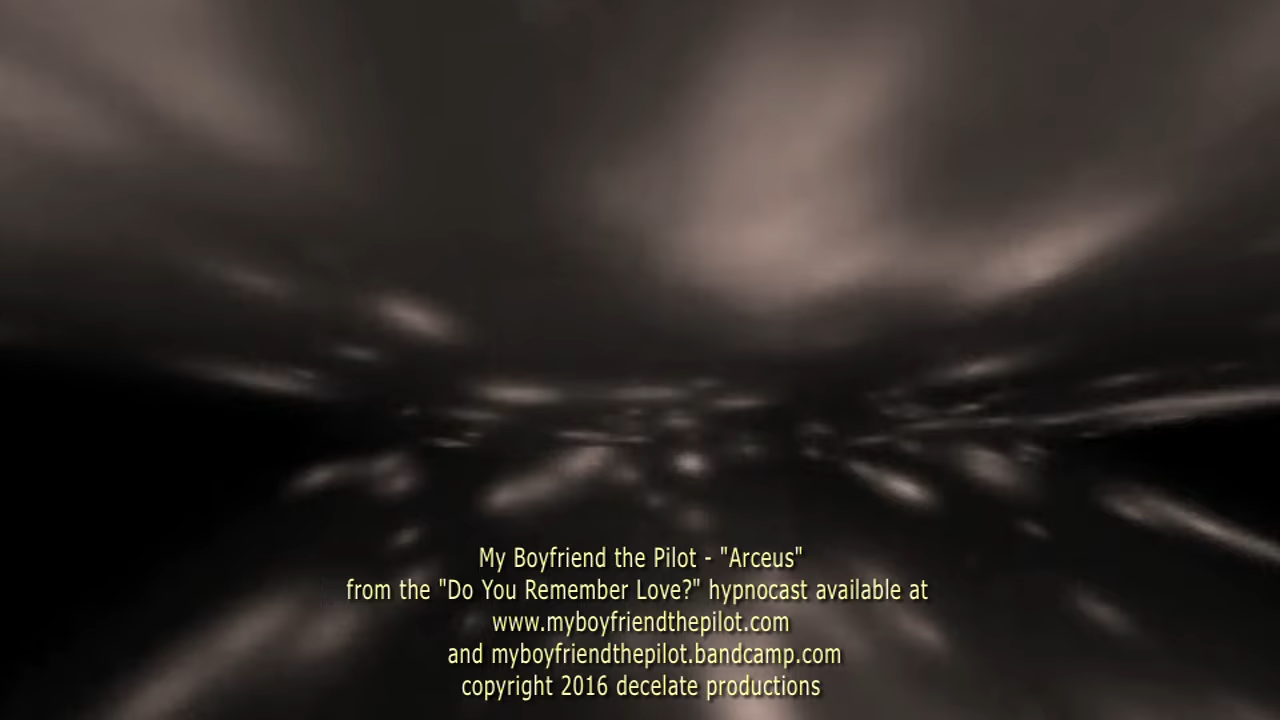 My Boyfriend the Pilot - "Arceus"
from the "Do You Remember Love?" hypnocast available at
www.myboyfriendthepilot.com
and myboyfriendthepilot.bandcamp.com
copyright 2016 decelate productions